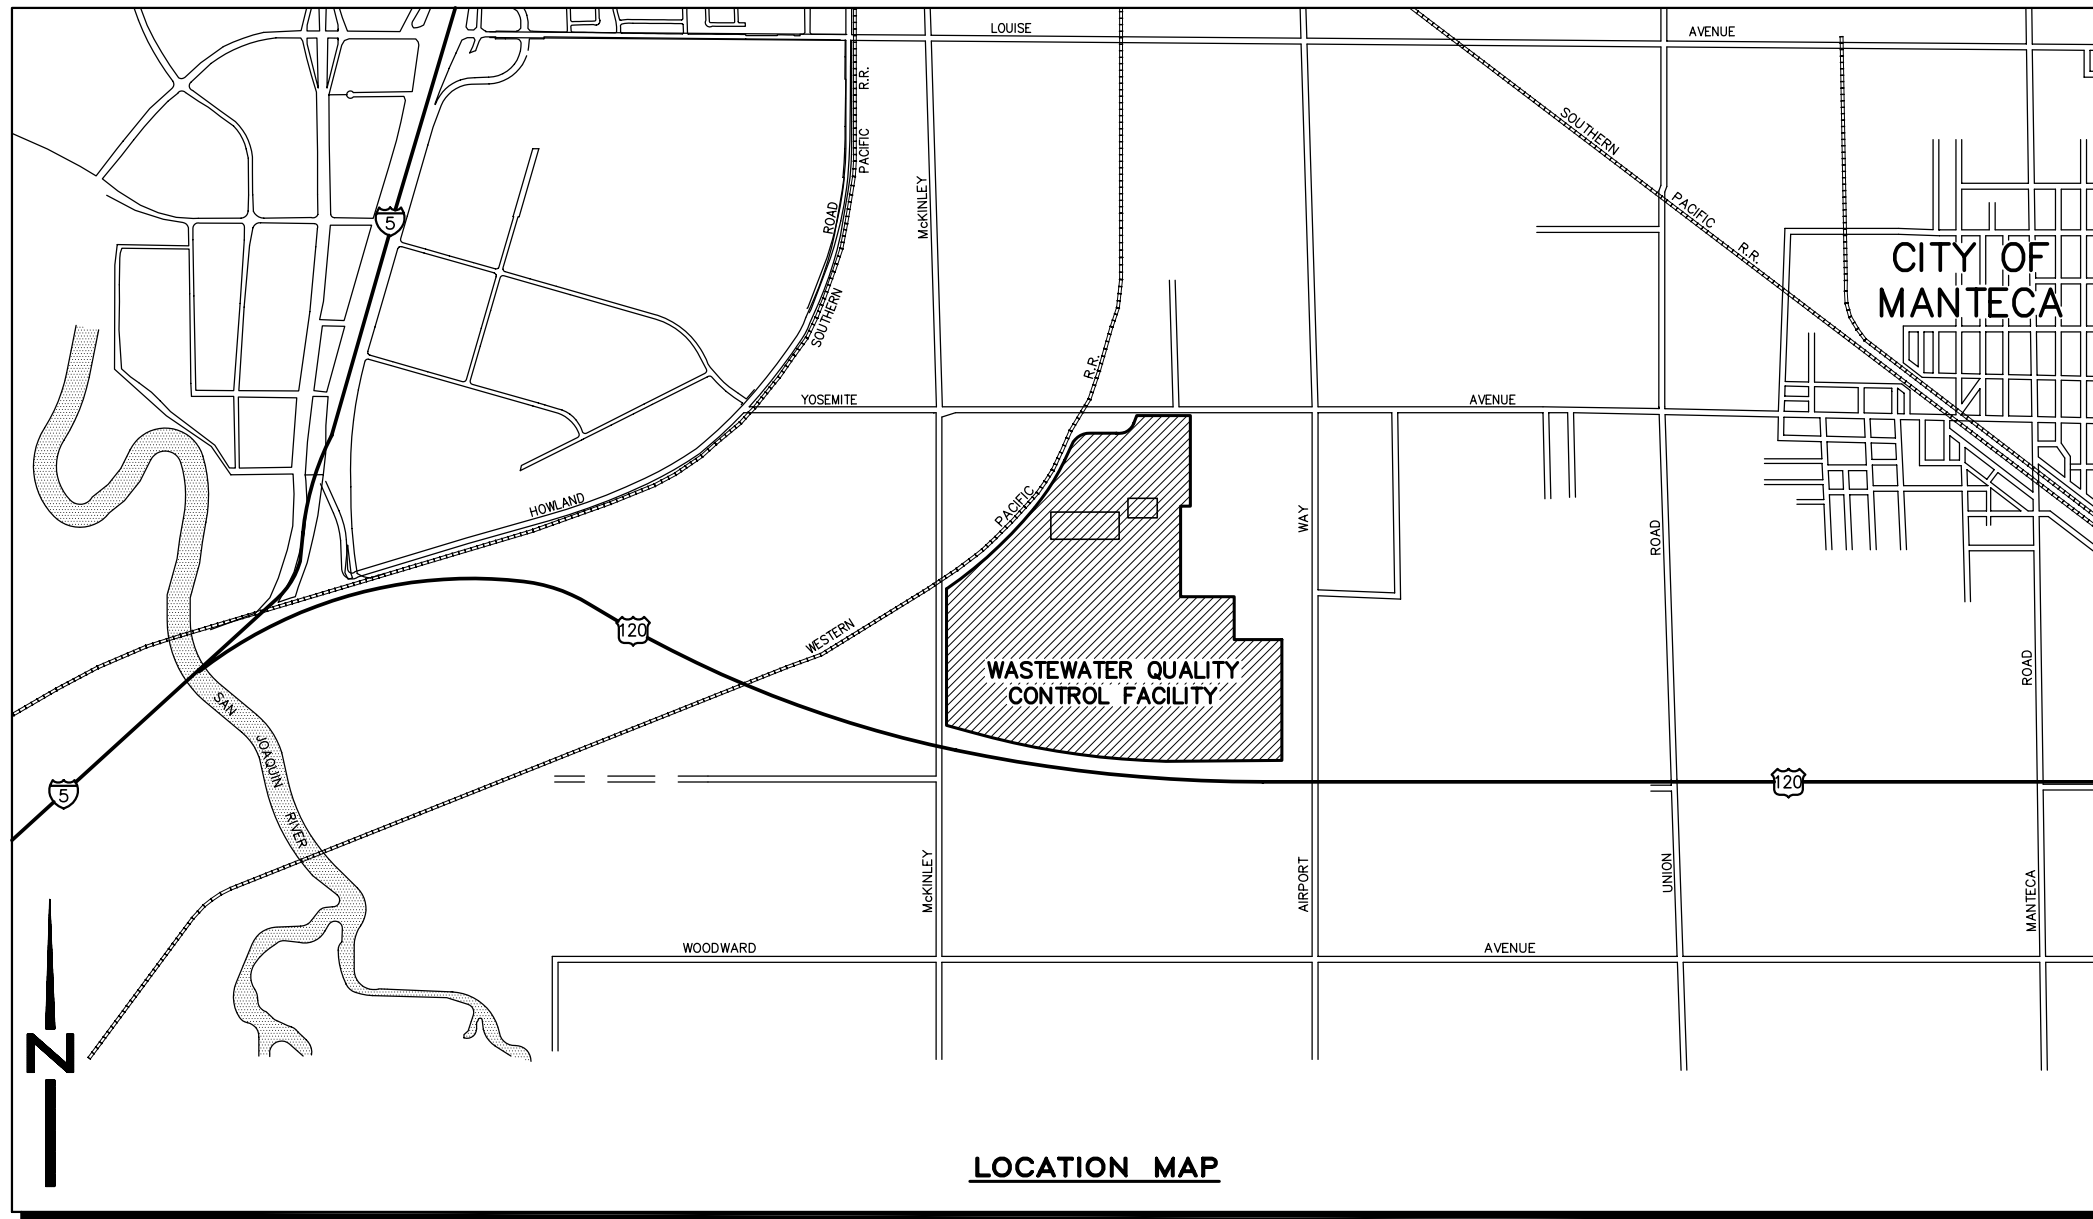 LOUISE AVENUE
R.R.
PACIFIC
SOUTHERN
ROAD
HOWLAND
McKINLEY
SOUTHERN
PACIFIC
R.R.
CITY OF
MANTECA
5
R.R.
PACIFIC
WESTERN
YOSEMITE AVENUE
WAY
ROAD
120
WASTEWATER QUALITY
CONTROL FACILITY
ROAD
SAN
JOAQUIN
RIVER
5
120
McKINLEY
AIRPORT
UNION
MANTECA
WOODWARD AVENUE
N
LOCATION MAP